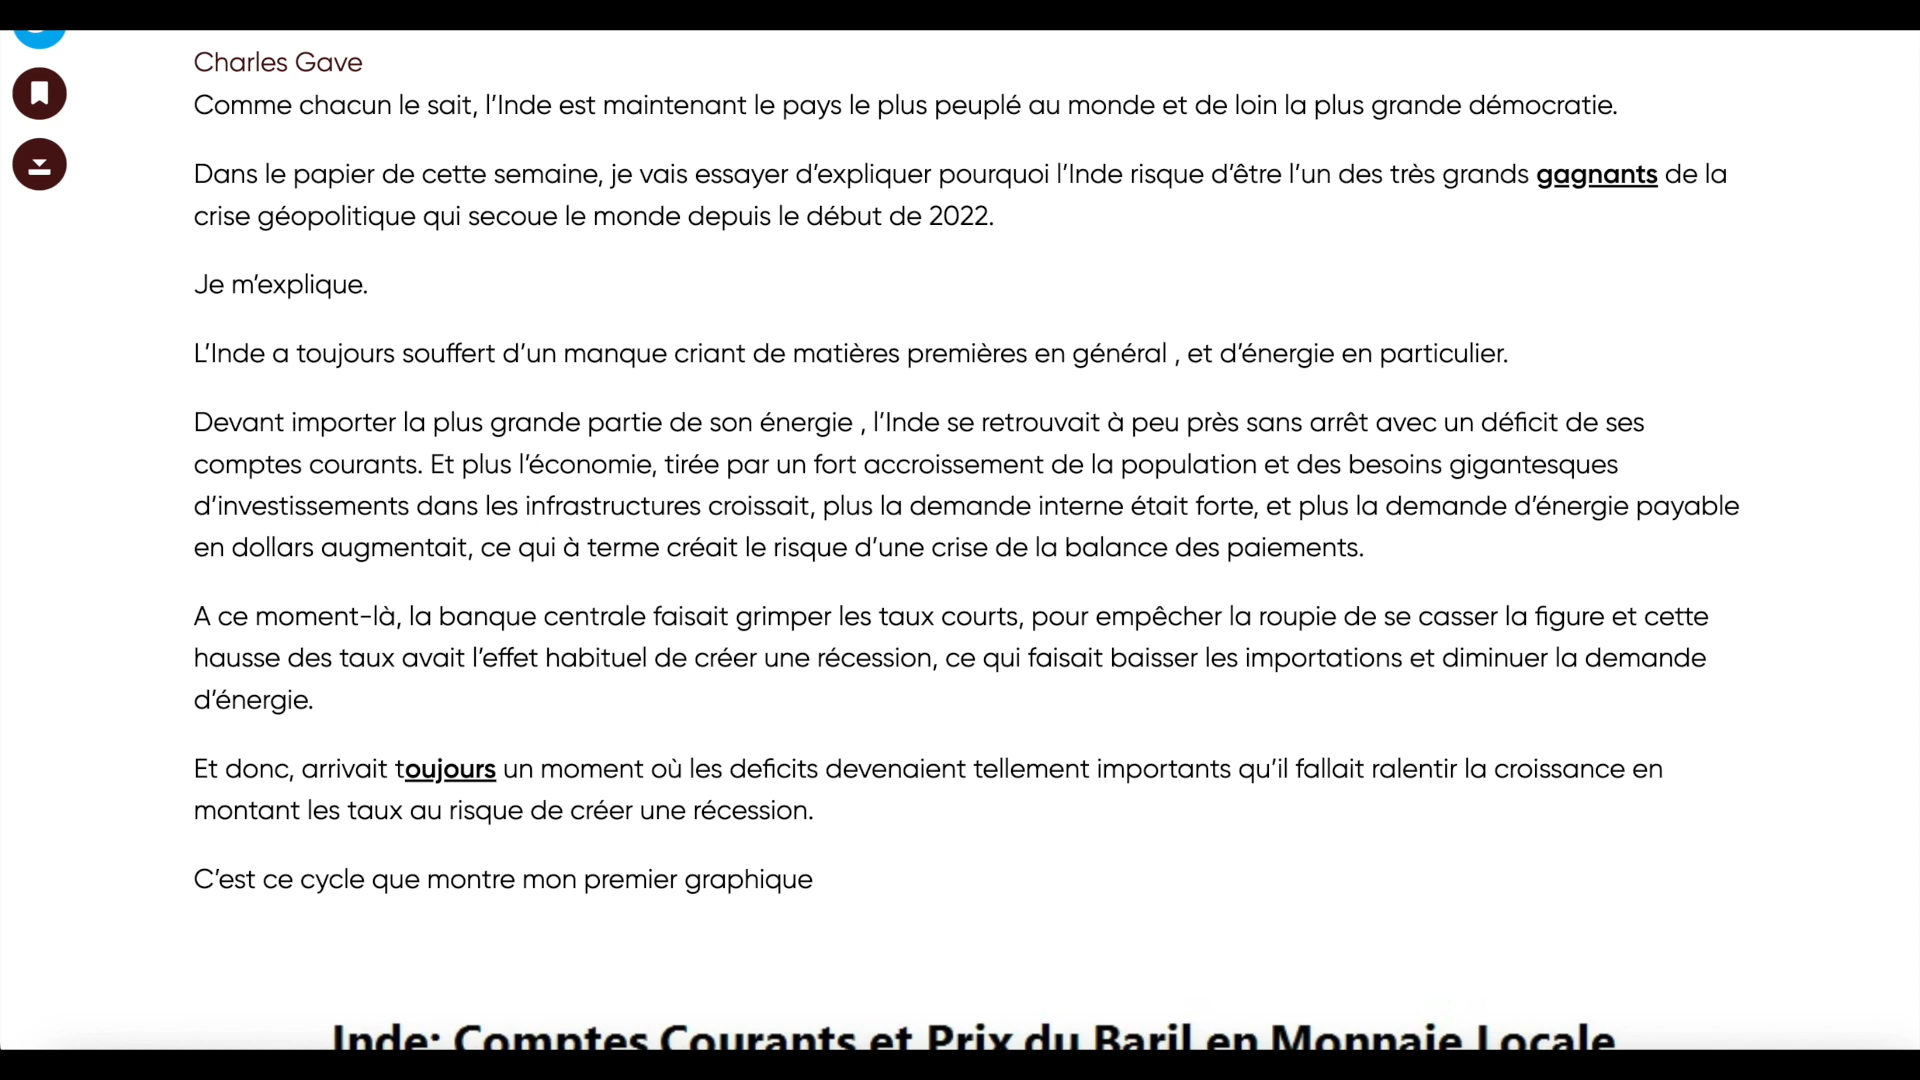 Charles Gave
Comme chacun le sait, l’Inde est maintenant le pays le plus peuplé au monde et de loin la plus grande démocratie.
Dans le papier de cette semaine, je vais essayer d’expliquer pourquoi l’Inde risque d’être l’un des très grands gagnants de la
crise géopolitique qui secoue le monde depuis le début de 2022.
Je m’explique.
L’Inde a toujours souffert d’un manque criant de matières premières en général , et d’énergie en particulier.
Devant importer la plus grande partie de son énergie , l’Inde se retrouvait à peu près sans arrêt avec un déficit de ses
comptes courants. Et plus l’économie, tirée par un fort accroissement de la population et des besoins gigantesques
d’investissements dans les infrastructures croissait, plus la demande interne était forte, et plus la demande d’énergie payable
en dollars augmentait, ce qui à terme créait le risque d’une crise de la balance des paiements.
A ce moment-là, la banque centrale faisait grimper les taux courts, pour empêcher la roupie de se casser la figure et cette
hausse des taux avait l’effet habituel de créer une récession, ce qui faisait baisser les importations et diminuer la demande
d’énergie.
Et donc, arrivait toujours un moment où les deficits devenaient tellement importants qu’il fallait ralentir la croissance en
montant les taux au risque de créer une récession.
C’est ce cycle que montre mon premier graphique
Inde: Comptes Courants et Prix du Baril en Monnaie Locale